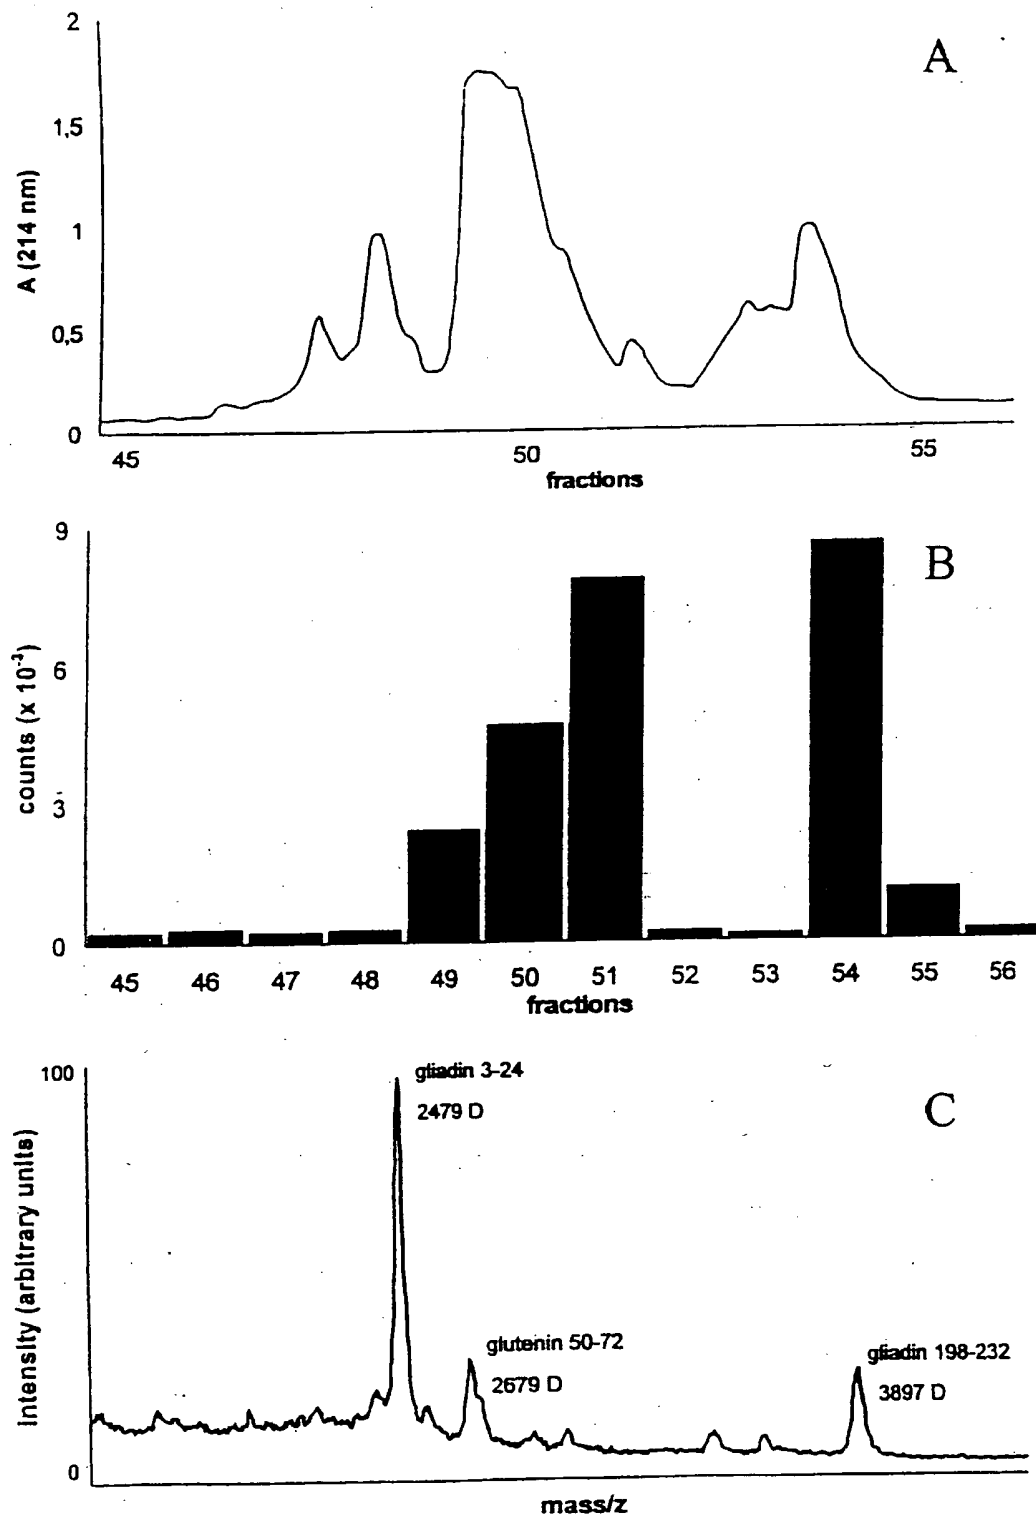 A
2
1,5
1
0,5
0
A (214 nm)
45 50 55
fractions
B
9
6
3
0
counts (x 10⁻³)
45 46 47 48 49 50 51 52 53 54 55 56
fractions
C
100
0
intensity (arbitrary units)
gliadin 3-24
2479 D
glutenin 50-72
2679 D
gliadin 198-232
3897 D
mass/z